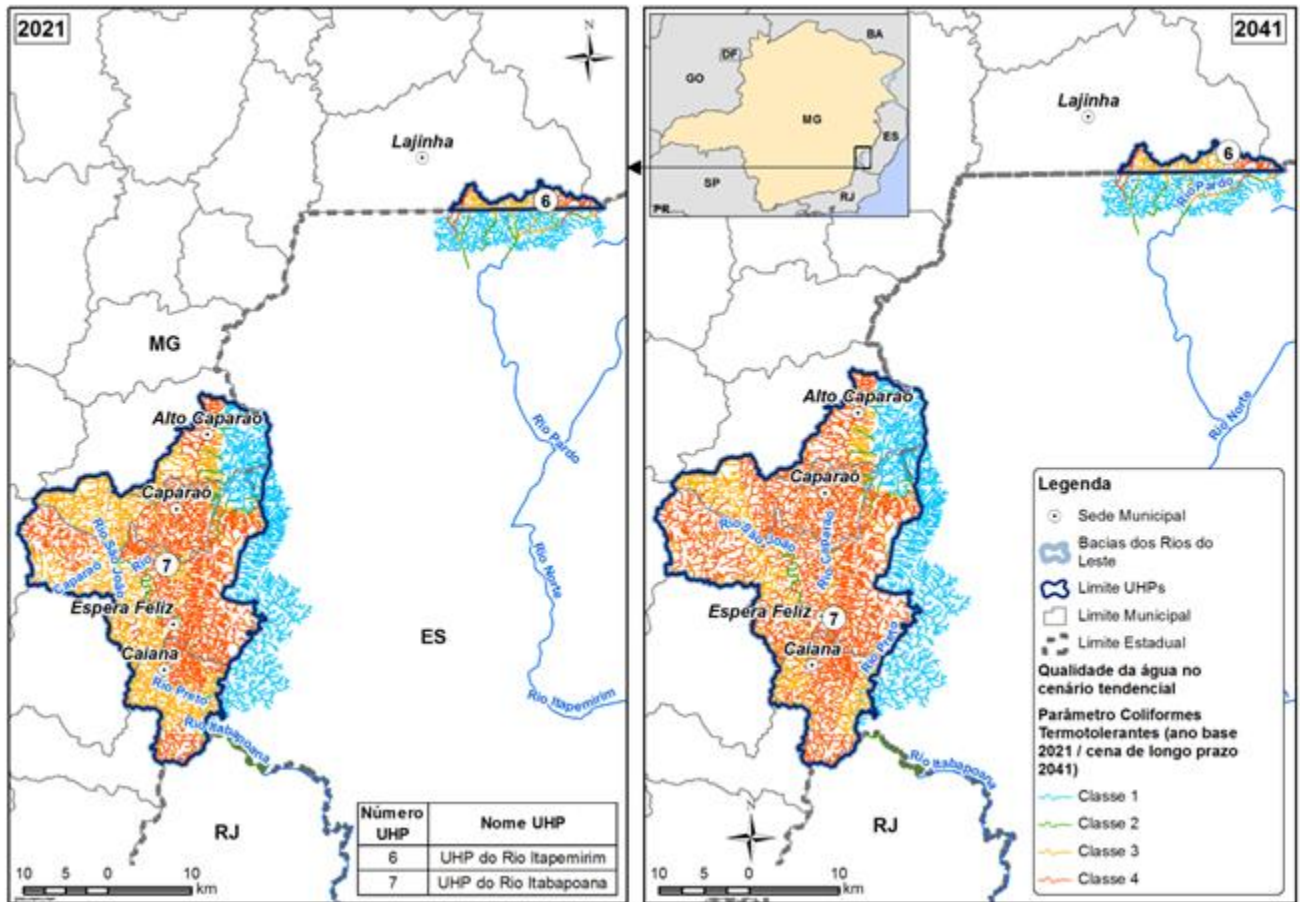 2021
N
Lajinha
6
MG
Alto Caparaó
Caparaó
Rio São João
Rio
Caparaó
7
Espera Feliz
Caiana
Rio Preto
Rio Itabapoana
Rio Pardo
Rio Norte
ES
Rio Itapemirim
RJ
Número UHP
Nome UHP
6
UHP do Rio Itapemirim
7
UHP do Rio Itabapoana
10 5 0 10
km
BA
DF
GO
MG
ES
SP
RJ
PR
2041
Lajinha
6
Rio Pardo
Rio Norte
Alto Caparaó
Caparaó
Rio São João
Rio Caparaó
Espera Feliz
7
Caiana
Rio Preto
Rio Itabapoana
RJ
N
10 5 0 10
km
Legenda
Sede Municipal
Bacias dos Rios do
Leste
Limite UHPs
Limite Municipal
Limite Estadual
Qualidade da água no
cenário tendencial
Parâmetro Coliformes
Termotolerantes (ano base
2021 / cena de longo prazo
2041)
Classe 1
Classe 2
Classe 3
Classe 4